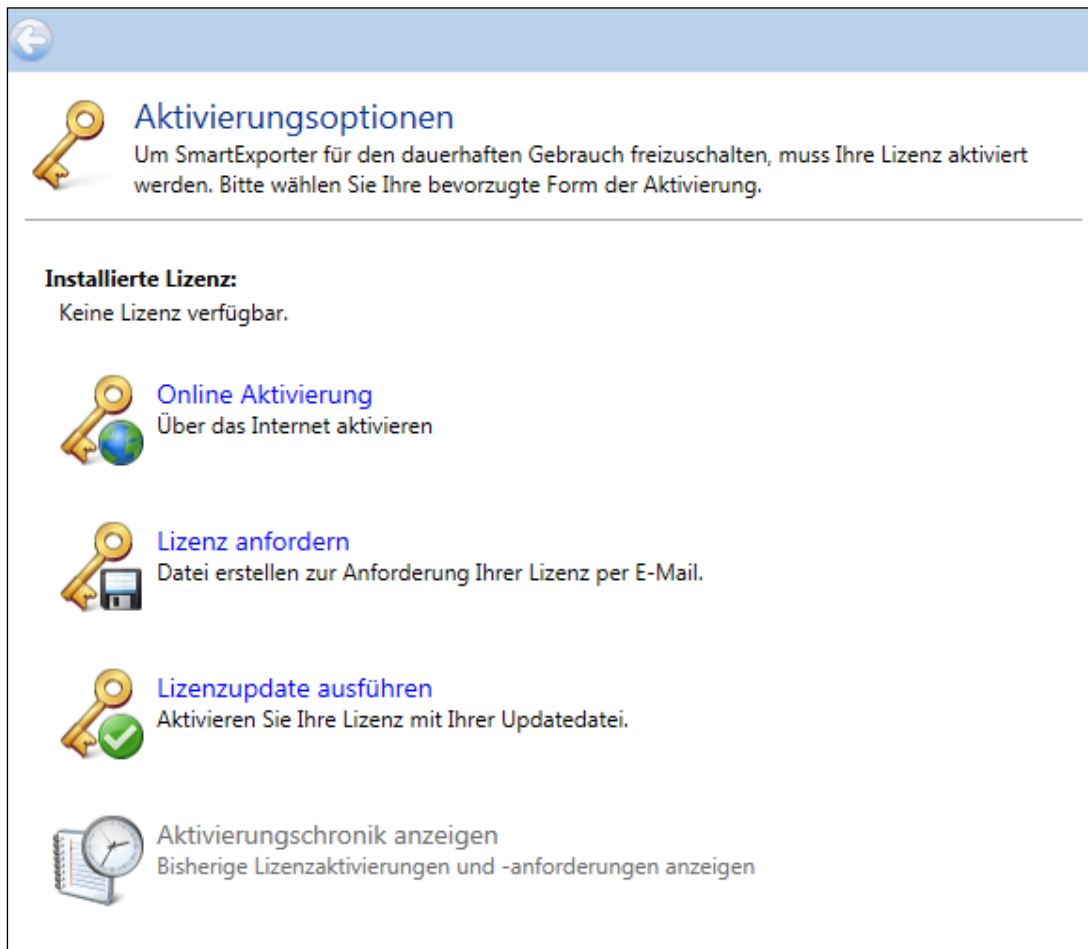 Aktivierungsoptionen
Um SmartExporter für den dauerhaften Gebrauch freizuschalten, muss Ihre Lizenz aktiviert
werden. Bitte wählen Sie Ihre bevorzugte Form der Aktivierung.
Installierte Lizenz:
Keine Lizenz verfügbar.
Online Aktivierung
Über das Internet aktivieren
Lizenz anfordern
Datei erstellen zur Anforderung Ihrer Lizenz per E-Mail.
Lizenzupdate ausführen
Aktivieren Sie Ihre Lizenz mit Ihrer Updatedatei.
Aktivierungschronik anzeigen
Bisherige Lizenzaktivierungen und -anforderungen anzeigen